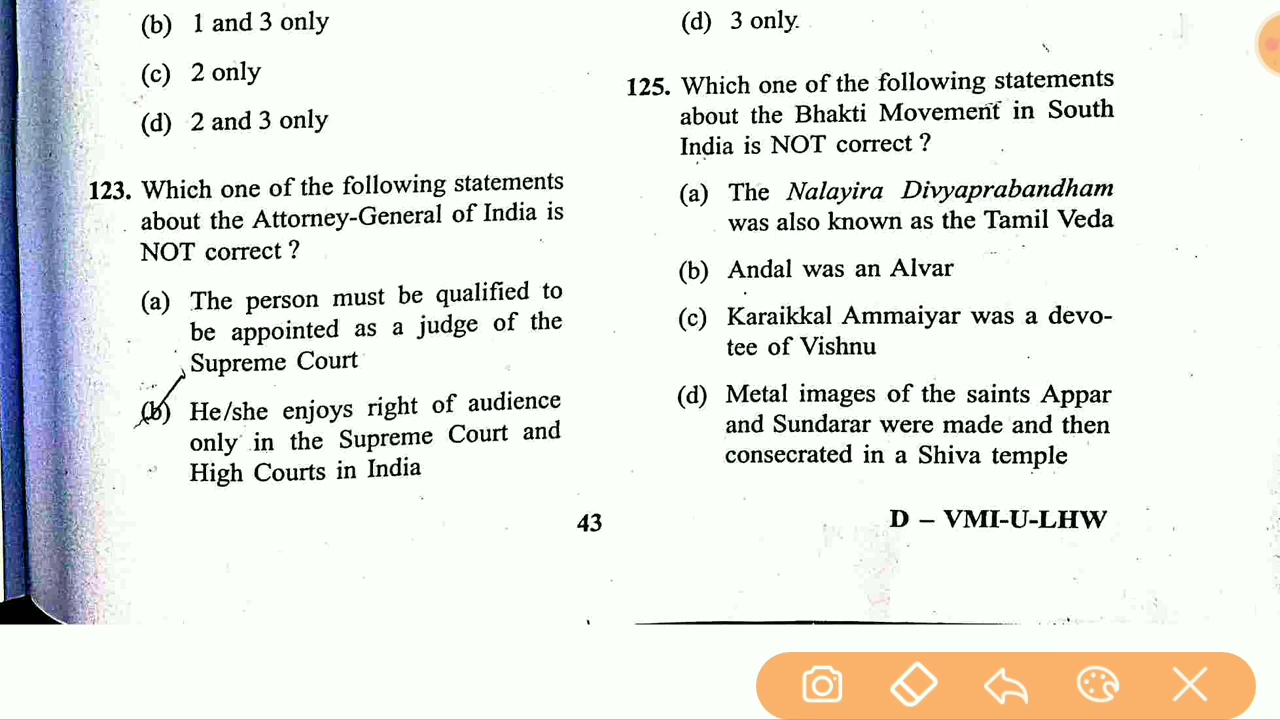 (b) 1 and 3 only
(c) 2 only
(d) 2 and 3 only
123. Which one of the following statements
about the Attorney-General of India is
NOT correct ?
(a) The person must be qualified to
be appointed as a judge of the
Supreme Court
(b) He/she enjoys right of audience
only in the Supreme Court and
High Courts in India
(d) 3 only.
125. Which one of the following statements
about the Bhakti Movement in South
India is NOT correct ?
(a) The Nalayira Divyaprabandham
was also known as the Tamil Veda
(b) Andal was an Alvar
(c) Karaikkal Ammaiyar was a devo-
tee of Vishnu
(d) Metal images of the saints Appar
and Sundarar were made and then
consecrated in a Shiva temple
43
D – VMI-U-LHW